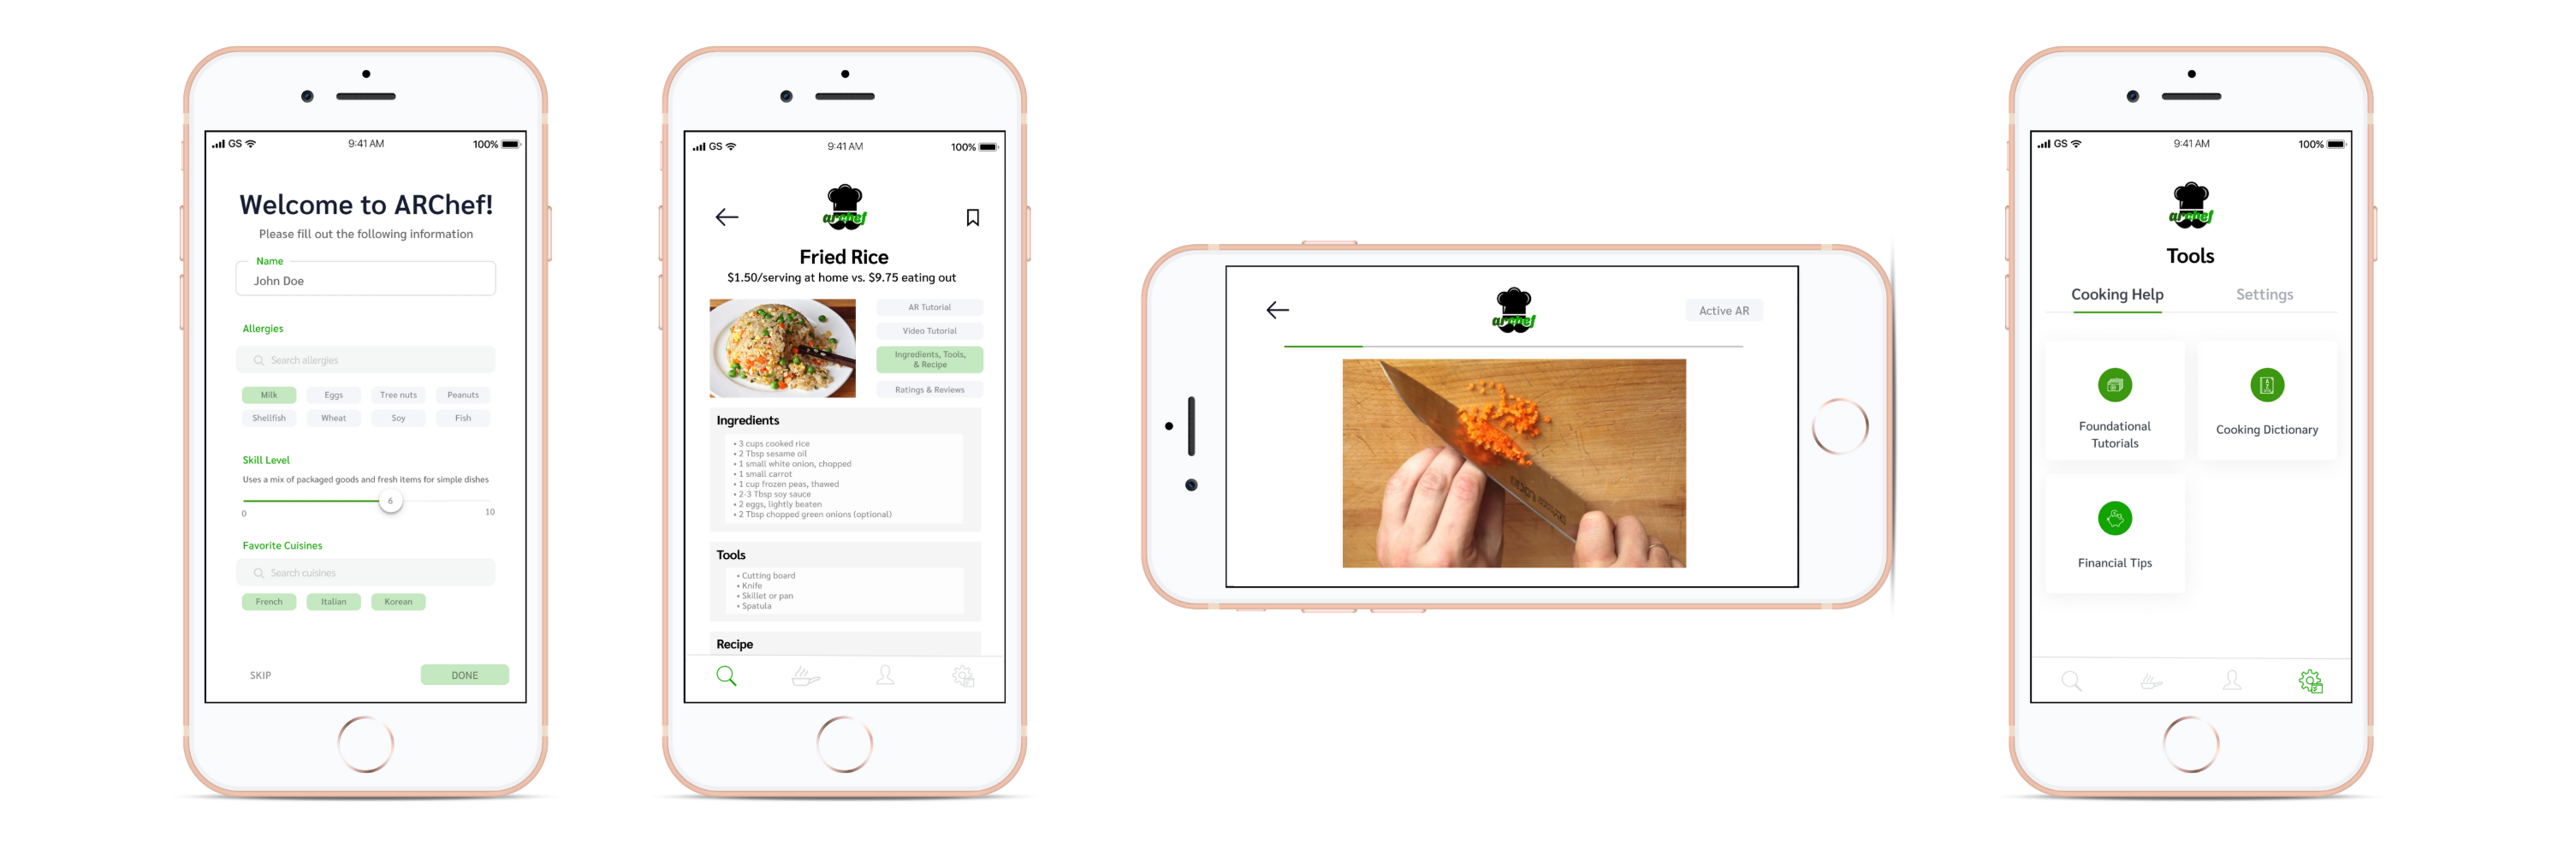 GS
9:41 AM
100%
Welcome to ARChef!
Please fill out the following information
Name
John Doe
Allergies
Search allergies
Milk
Eggs
Tree nuts
Peanuts
Shellfish
Wheat
Soy
Fish
Skill Level
Uses a mix of packaged goods and fresh items for simple dishes
6
0
10
Favorite Cuisines
Search cuisines
French
Italian
Korean
SKIP
DONE
GS
9:41 AM
100%
archef
Fried Rice
$1.50/serving at home vs. $9.75 eating out
AR Tutorial
Video Tutorial
Ingredients, Tools,
& Recipe
Ratings & Reviews
Ingredients
• 3 cups cooked rice
• 2 Tbsp sesame oil
• 1 small white onion, chopped
• 1 small carrot
• 1 cup frozen peas, thawed
• 2-3 Tbsp soy sauce
• 2 eggs, lightly beaten
• 2 Tbsp chopped green onions (optional)
Tools
• Cutting board
• Knife
• Skillet or pan
• Spatula
Recipe
archef
Active AR
GS
9:41 AM
100%
archef
Tools
Cooking Help
Settings
Foundational
Tutorials
Cooking Dictionary
Financial Tips